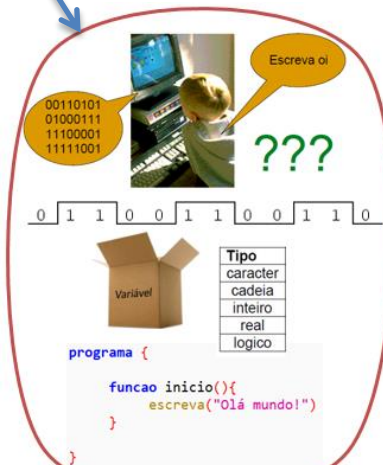 Escreva oi
00110101
01000111
11100001
11111001
???
0 1 1 0 0 1 1 0 0 1 1 0
Variável
Tipo
caracter
cadeia
inteiro
real
logico
programa {
funcao inicio(){
escreva("Olá mundo!")
}
}